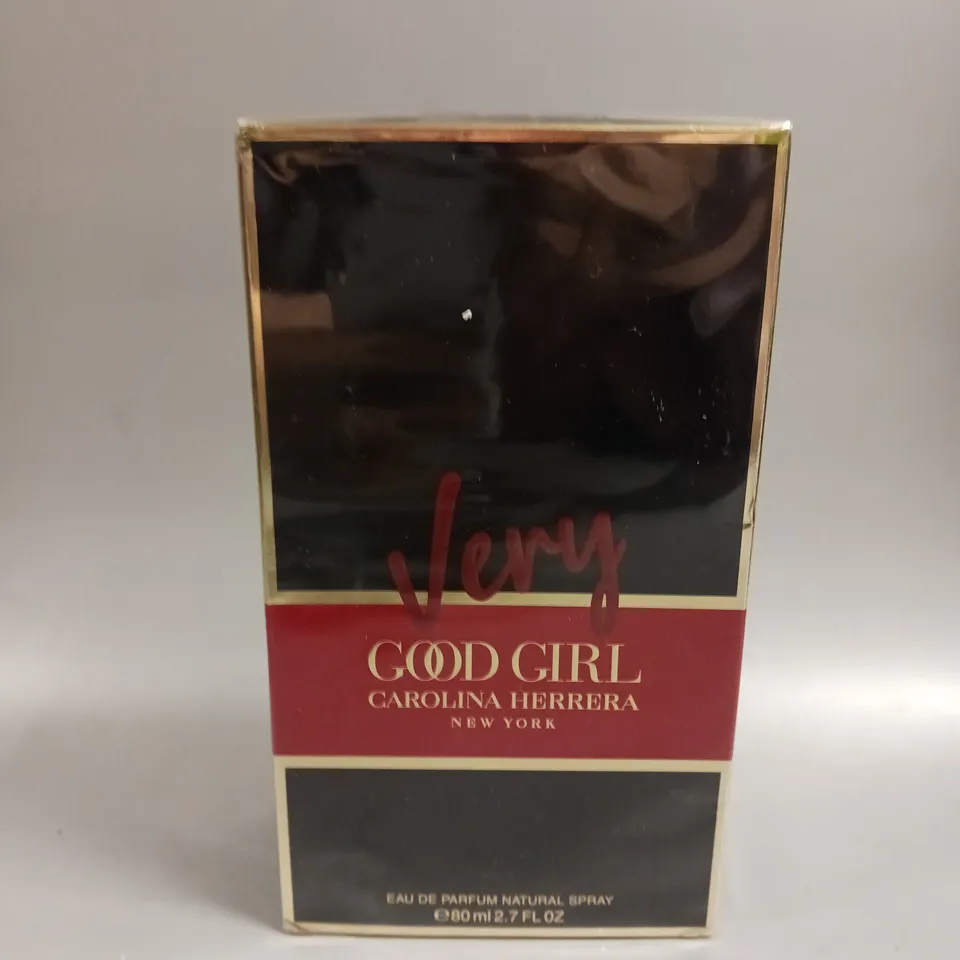 Very
GOOD GIRL
CAROLINA HERRERA
NEW YORK
EAU DE PARFUM NATURAL SPRAY
℮80 ml 2.7 FL OZ